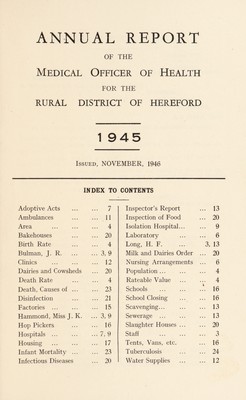 ANNUAL REPORT
OF THE
MEDICAL OFFICER OF HEALTH
FOR THE
RURAL DISTRICT OF HEREFORD
1945
ISSUED, NOVEMBER, 1946
INDEX TO CONTENTS
Adoptive Acts ... ... 7
Ambulances ... ... 11
Area ... ... ... 4
Bakehouses ... ... 20
Birth Rate ... ... 4
Bulman, J. R. ... ... 3, 9
Clinics ... ... ... 12
Dairies and Cowsheds ... 20
Death Rate ... ... 4
Death, Causes of ... ... 23
Disinfection ... ... 21
Factories ... ... ... 15
Hammond, Miss J. K. ... 3, 9
Hop Pickers ... ... 16
Hospitals ... ... ... 7, 9
Housing ... ... ... 17
Infant Mortality ... ... 23
Infectious Diseases ... 20
Inspector's Report ... 13
Inspection of Food ... 20
Isolation Hospital... ... 9
Laboratory ... ... 6
Long, H. F. ... 3, 13
Milk and Dairies Order ... 20
Nursing Arrangements ... 6
Population ... ... ... 4
Rateable Value ... ... 4
Schools ... ... ... 16
School Closing ... ... 16
Scavenging... ... ... 13
Sewerage ... ... ... 13
Slaughter Houses ... ... 20
Staff ... ... ... 3
Tents, Vans, etc. ... 16
Tuberculosis ... ... 24
Water Supplies ... ... 12